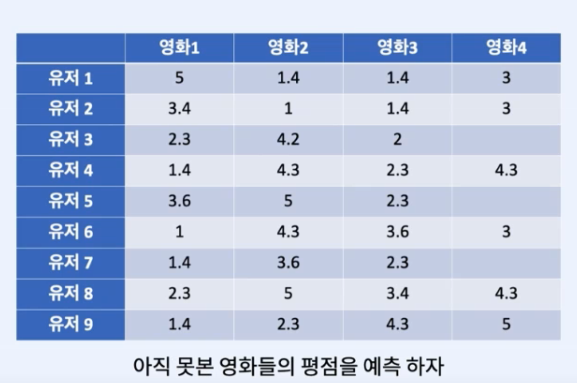 영화1 영화2 영화3 영화4
유저 1 5 1.4 1.4 3
유저 2 3.4 1 1.4 3
유저 3 2.3 4.2 2
유저 4 1.4 4.3 2.3 4.3
유저 5 3.6 5 2.3
유저 6 1 4.3 3.6 3
유저 7 1.4 3.6 2.3
유저 8 2.3 5 3.4 4.3
유저 9 1.4 2.3 4.3 5
아직 못본 영화들의 평점을 예측 하자